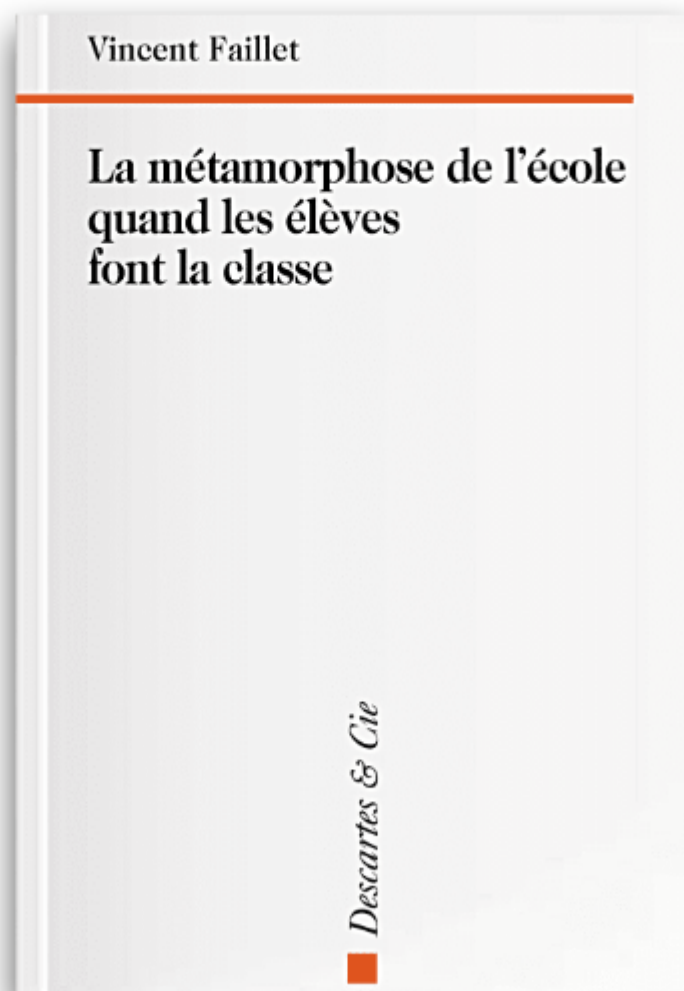 Vincent Faillet
La métamorphose de l'école
quand les élèves
font la classe
Descartes & Cie